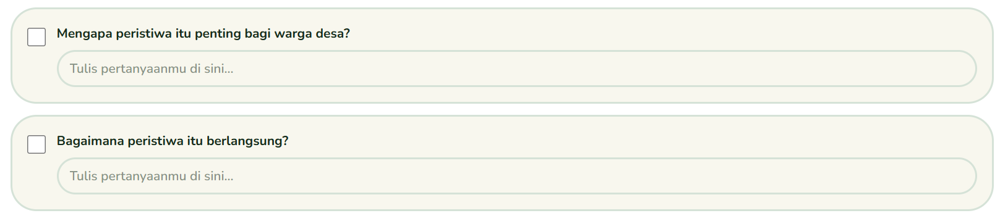 Mengapa peristiwa itu penting bagi warga desa?
Tulis pertanyaanmu di sini...
Bagaimana peristiwa itu berlangsung?
Tulis pertanyaanmu di sini...